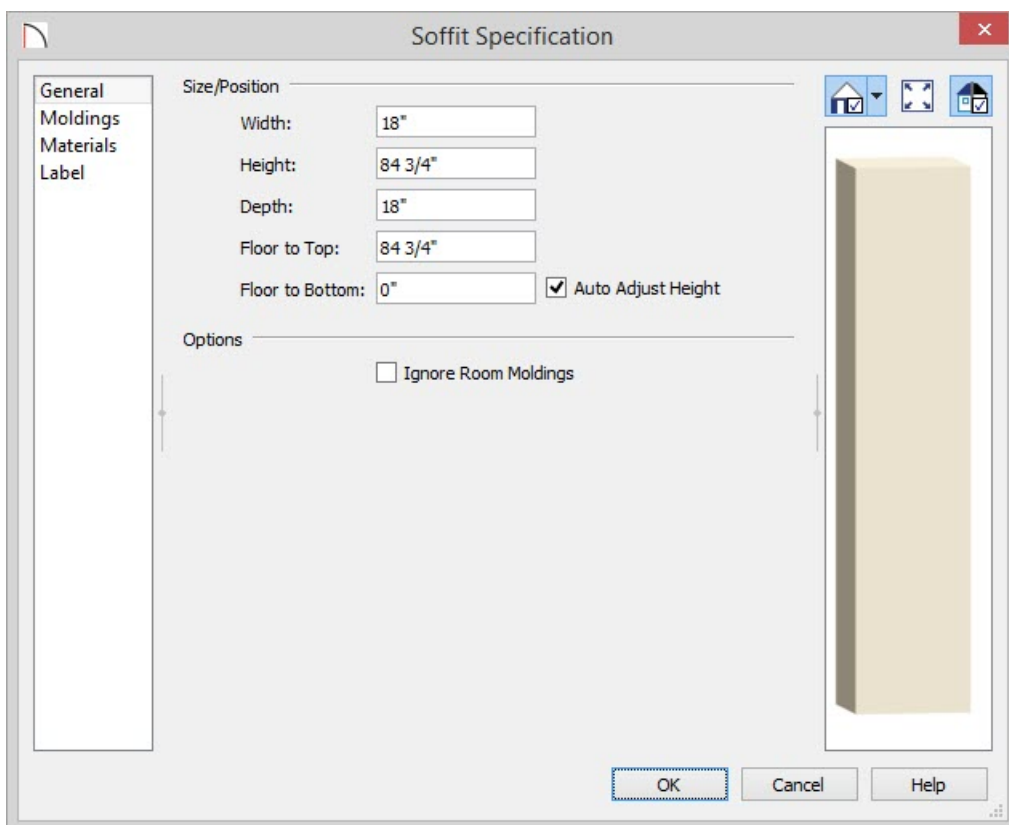 Soffit Specification
General
Moldings
Materials
Label
Size/Position
Width: 18"
Height: 84 3/4"
Depth: 18"
Floor to Top: 84 3/4"
Floor to Bottom: 0" Auto Adjust Height
Options
Ignore Room Moldings
OK Cancel Help